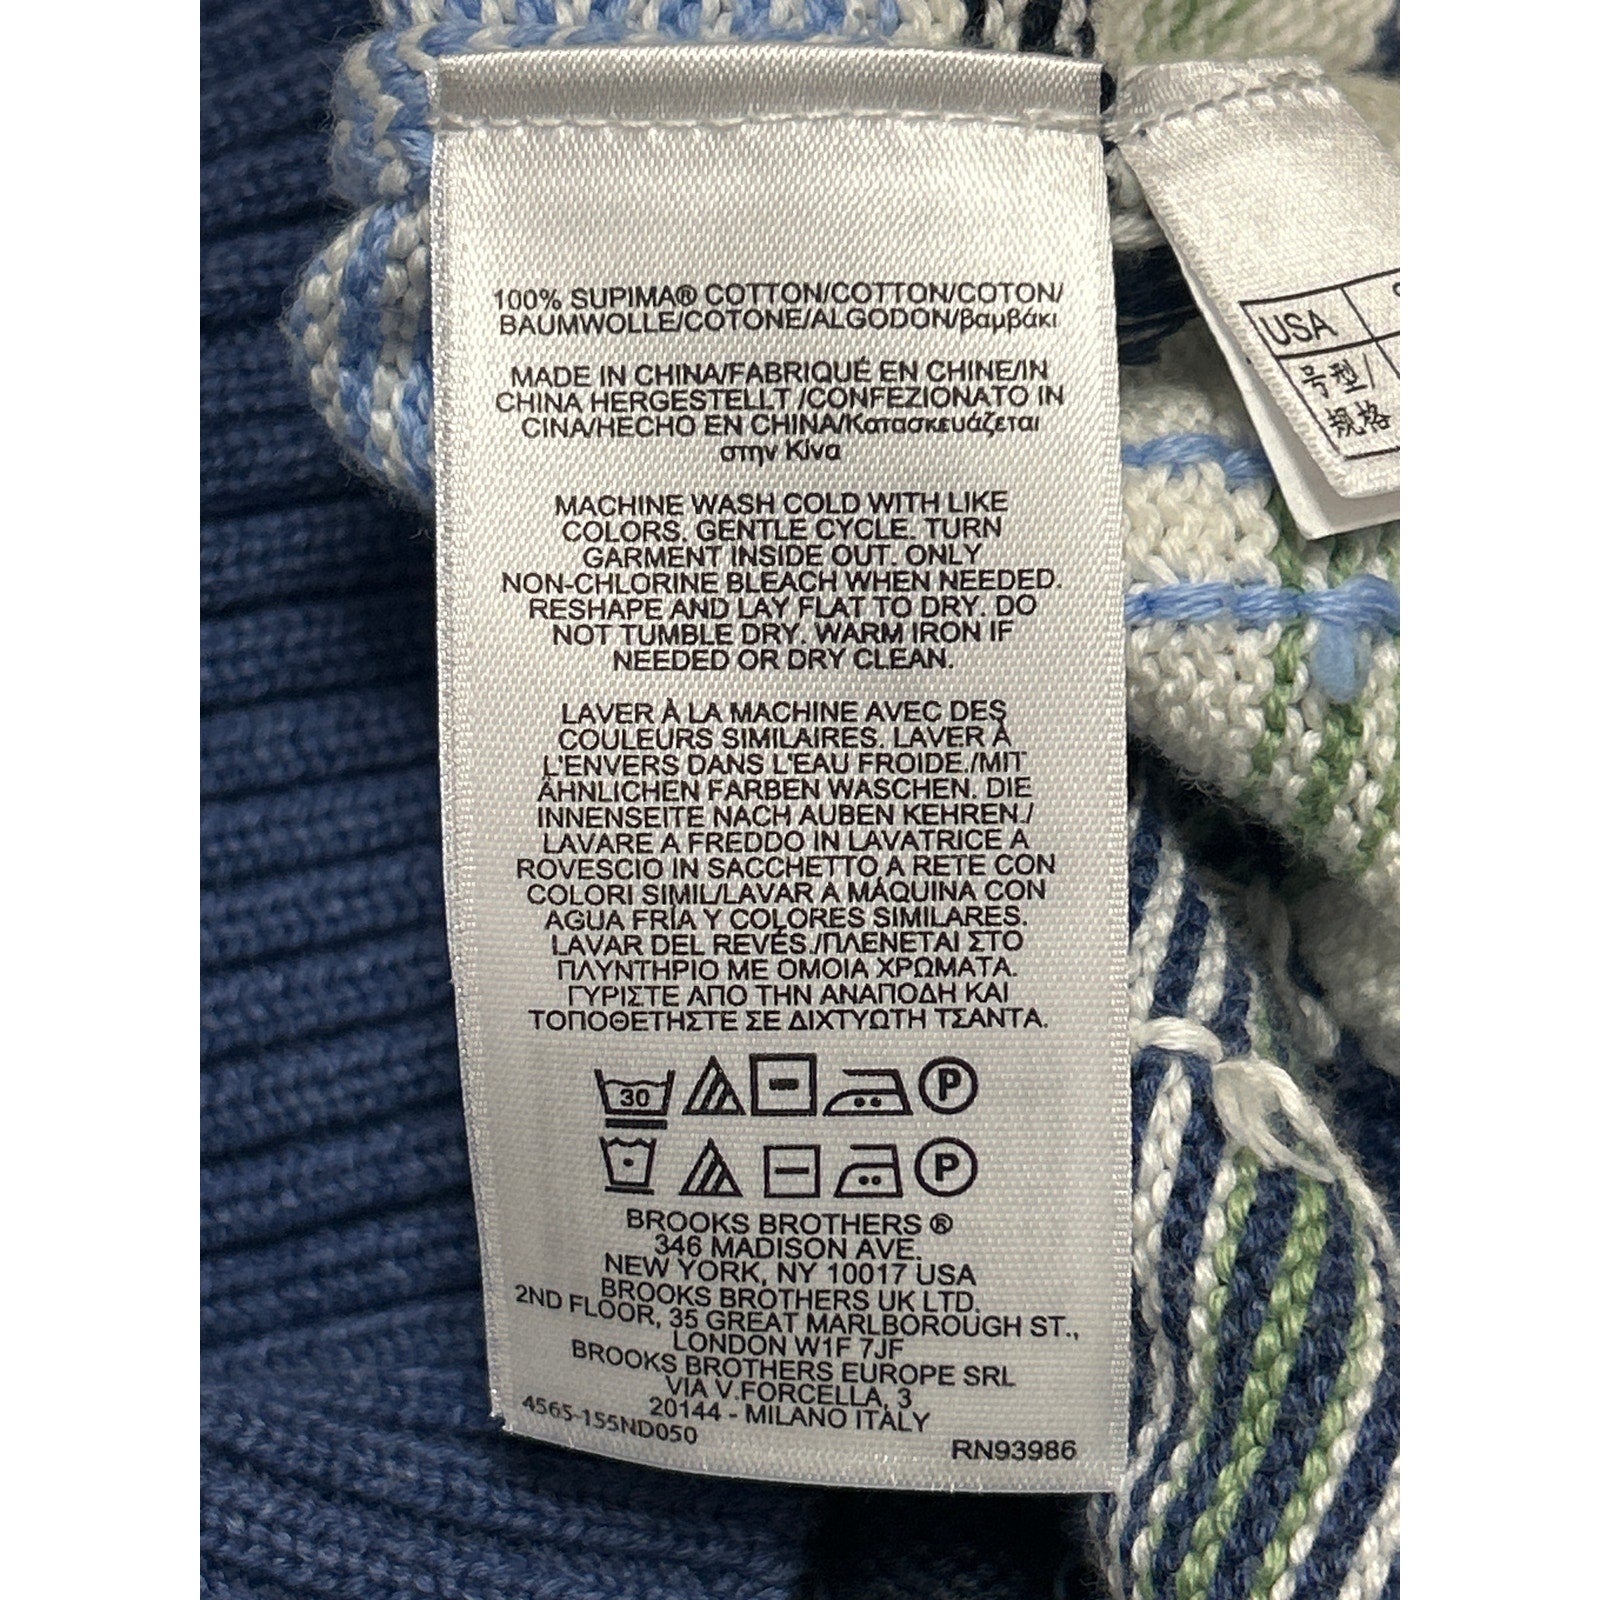 100% SUPIMA® COTTON/COTTON/COTON/
BAUMWOLLE/COTONE/ALGODON/βαμβάκι
MADE IN CHINA/FABRIQUÉ EN CHINE/IN
CHINA HERGESTELLT /CONFEZIONATO IN
CINA/HECHO EN CHINA/Κατασκευάζεται
στην Κίνα
MACHINE WASH COLD WITH LIKE
COLORS. GENTLE CYCLE. TURN
GARMENT INSIDE OUT. ONLY
NON-CHLORINE BLEACH WHEN NEEDED.
RESHAPE AND LAY FLAT TO DRY. DO
NOT TUMBLE DRY. WARM IRON IF
NEEDED OR DRY CLEAN.
LAVER À LA MACHINE AVEC DES
COULEURS SIMILAIRES. LAVER À
L'ENVERS DANS L'EAU FROIDE./MIT
ÄHNLICHEN FARBEN WASCHEN. DIE
INNENSEITE NACH AUBEN KEHREN./
LAVARE A FREDDO IN LAVATRICE A
ROVESCIO IN SACCHETTO A RETE CON
COLORI SIMIL/LAVAR A MÁQUINA CON
AGUA FRÍA Y COLORES SIMILARES.
LAVAR DEL REVÉS./ΠΛΕΝΕΤΑΙ ΣΤΟ
ΠΛΥΝΤΗΡΙΟ ΜΕ ΟΜΟΙΑ ΧΡΩΜΑΤΑ.
ΓΥΡΙΣΤΕ ΑΠΟ ΤΗΝ ΑΝΑΠΟΔΗ ΚΑΙ
ΤΟΠΟΘΕΤΗΣΤΕ ΣΕ ΔΙΧΤΥΩΤΗ ΤΣΑΝΤΑ.
30 P
P
BROOKS BROTHERS ®
346 MADISON AVE.
NEW YORK, NY 10017 USA
BROOKS BROTHERS UK LTD.
2ND FLOOR, 35 GREAT MARLBOROUGH ST.,
LONDON W1F 7JF
BROOKS BROTHERS EUROPE SRL
VIA V.FORCELLA, 3
20144 - MILANO ITALY
4565-155ND050
RN93986
USA
号型/
规格